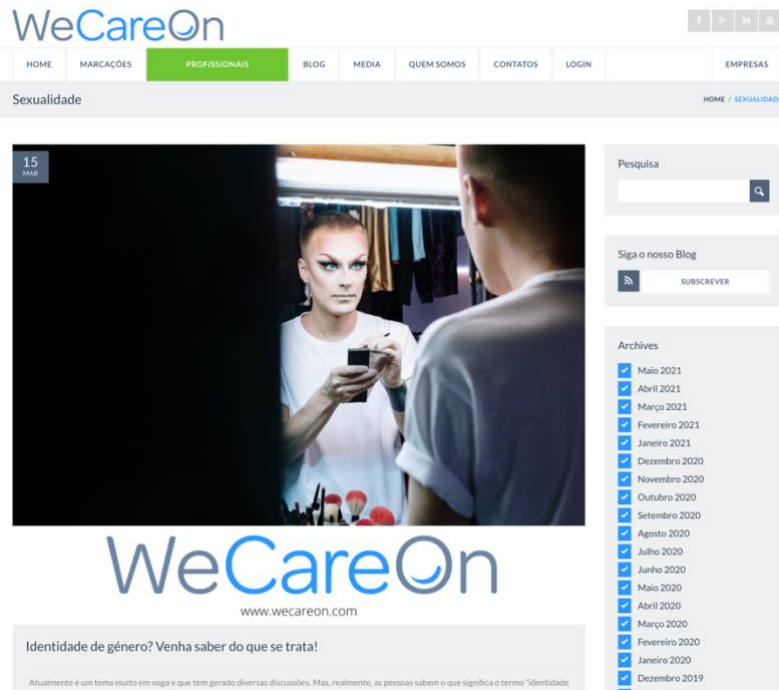 WeCareOn
HOME MARCAÇÕES PROFISSIONAIS BLOG MEDIA QUEM SOMOS CONTATOS LOGIN EMPRESAS
Sexualidade
HOME / SEXUALIDAD
15
MAR
WeCareOn
www.wecareon.com
Identidade de género? Venha saber do que se trata!
Atualmente é um tema muito em voga e que tem gerado diversas discussões. Mas, realmente, as pessoas sabem o que significa o termo "identidade
Pesquisa
Siga o nosso Blog
SUBSCREVER
Archives
Maio 2021
Abril 2021
Março 2021
Fevereiro 2021
Janeiro 2021
Dezembro 2020
Novembro 2020
Outubro 2020
Setembro 2020
Agosto 2020
Julho 2020
Junho 2020
Maio 2020
Abril 2020
Março 2020
Fevereiro 2020
Janeiro 2020
Dezembro 2019